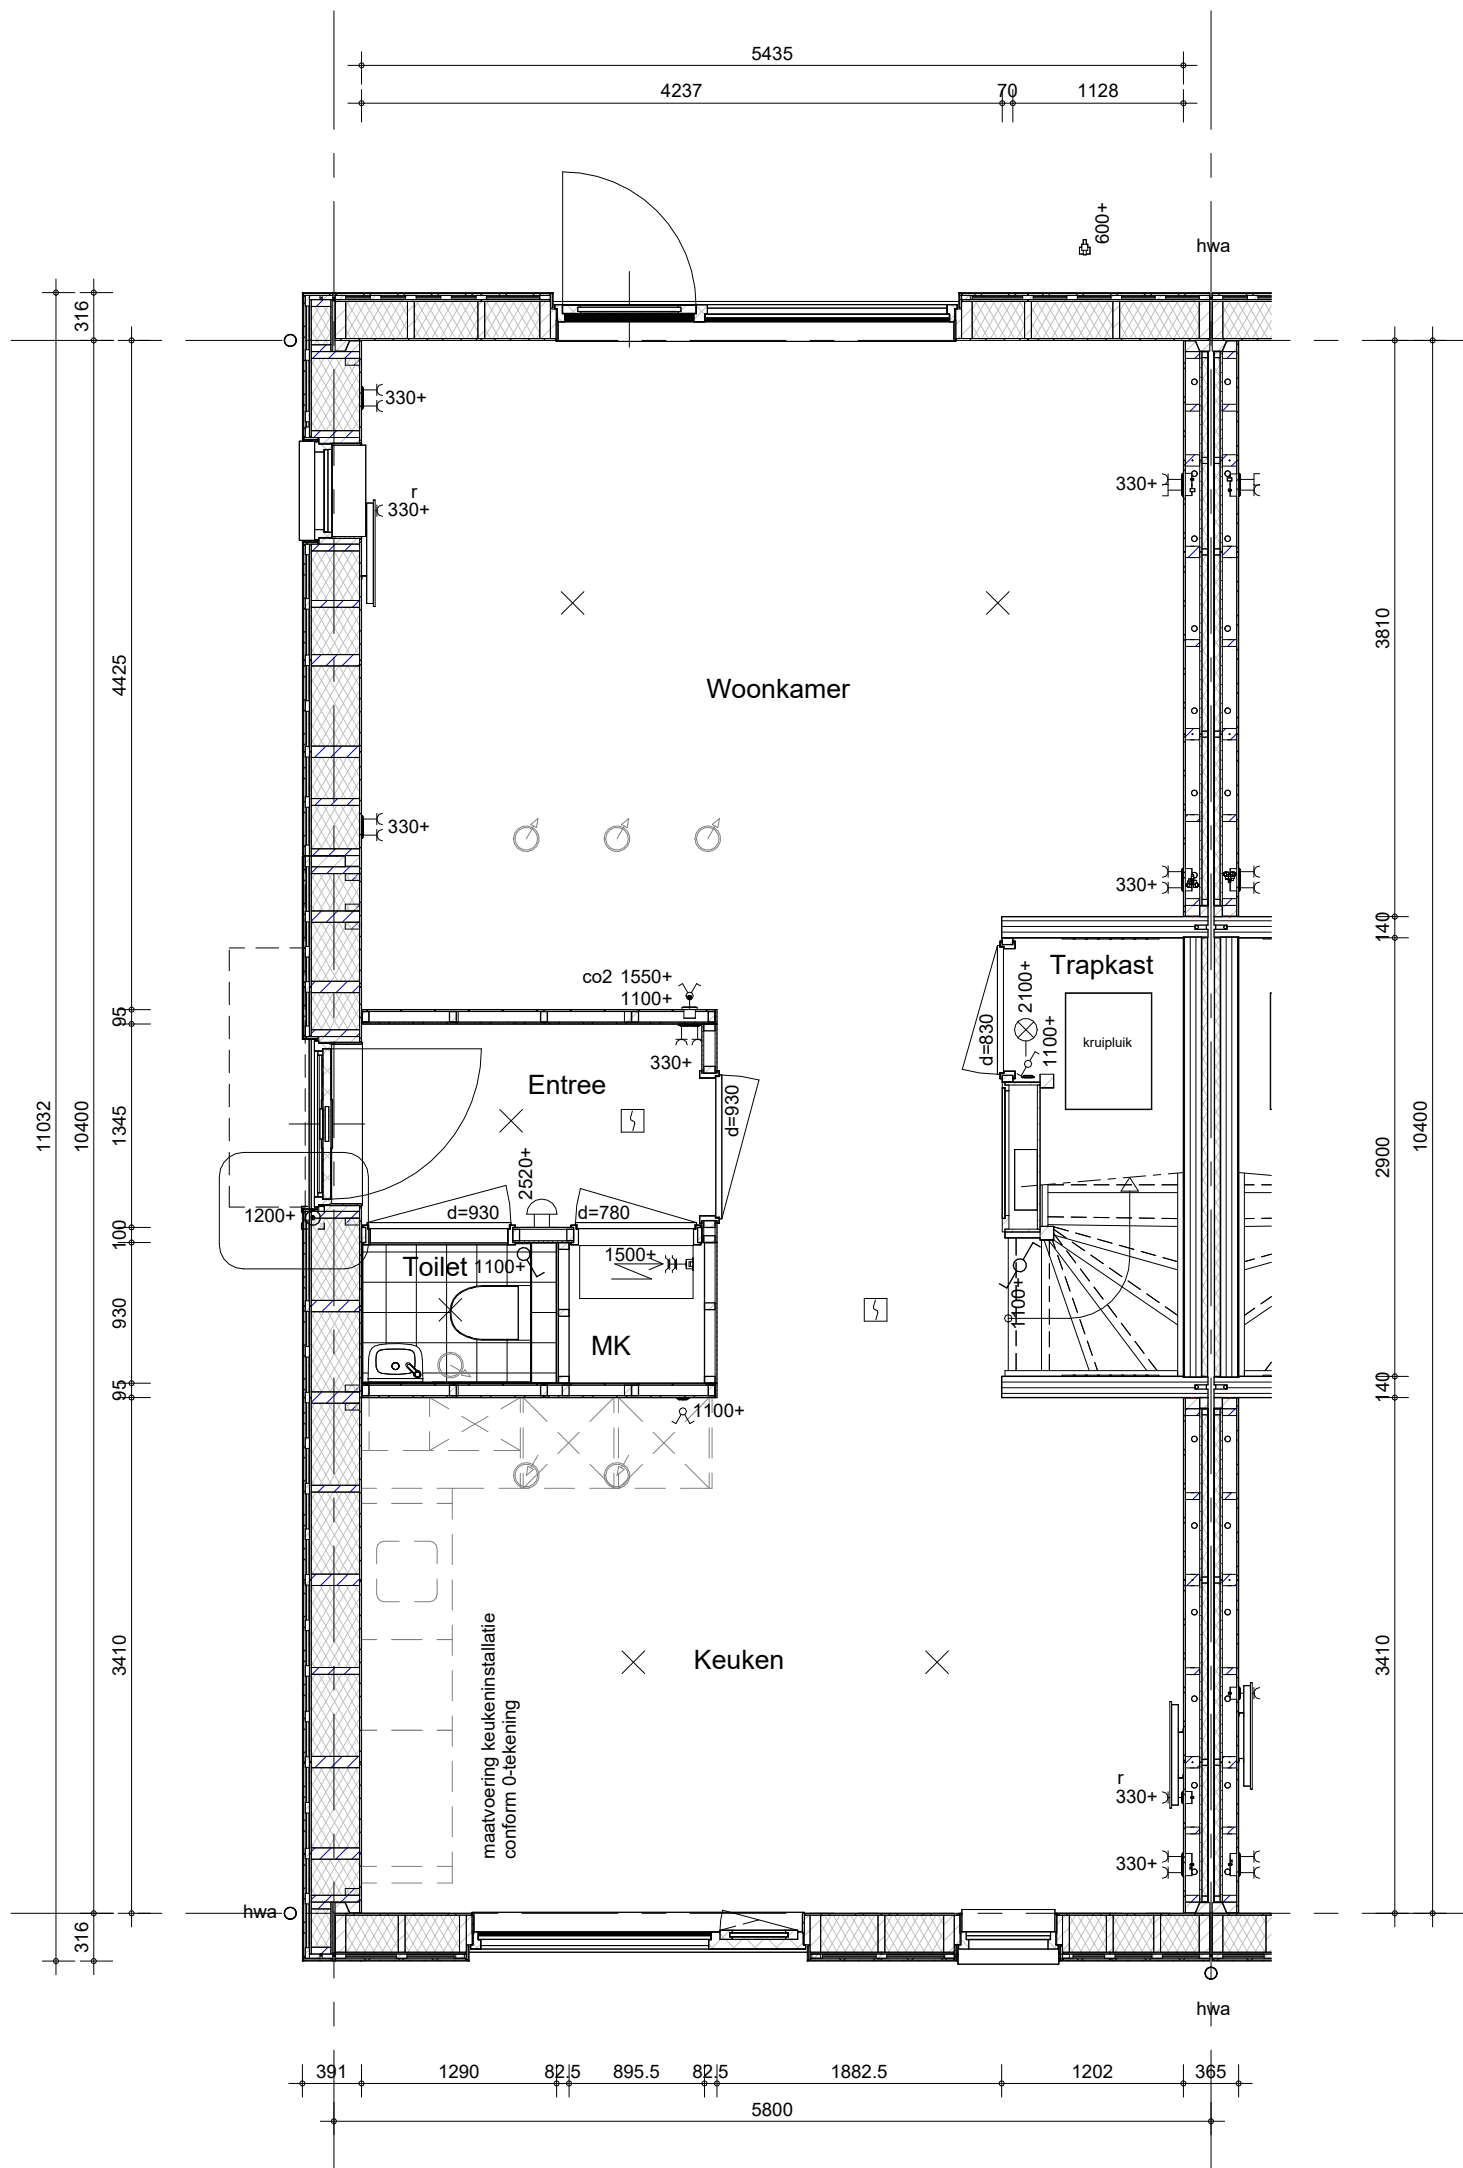 5435
4237
70
1128
600+
hwa
316
316
330+
330+
r
330+
3810
4425
Woonkamer
330+
330+
140
Trapkast
co2 1550+
1100+
2100+
95
330+
d=830
1100+
kruipluik
Entree
d=930
11032
10400
1345
2900
10400
2520+
1200+
d=930
d=780
100
Toilet
1100+
1500+
1100+
930
MK
95
140
1100+
3410
Keuken
3410
maatvoering keukeninstallatie
conform 0-tekening
r
330+
330+
hwa
hwa
391
1290
82.5
895.5
82.5
1882.5
1202
365
5800